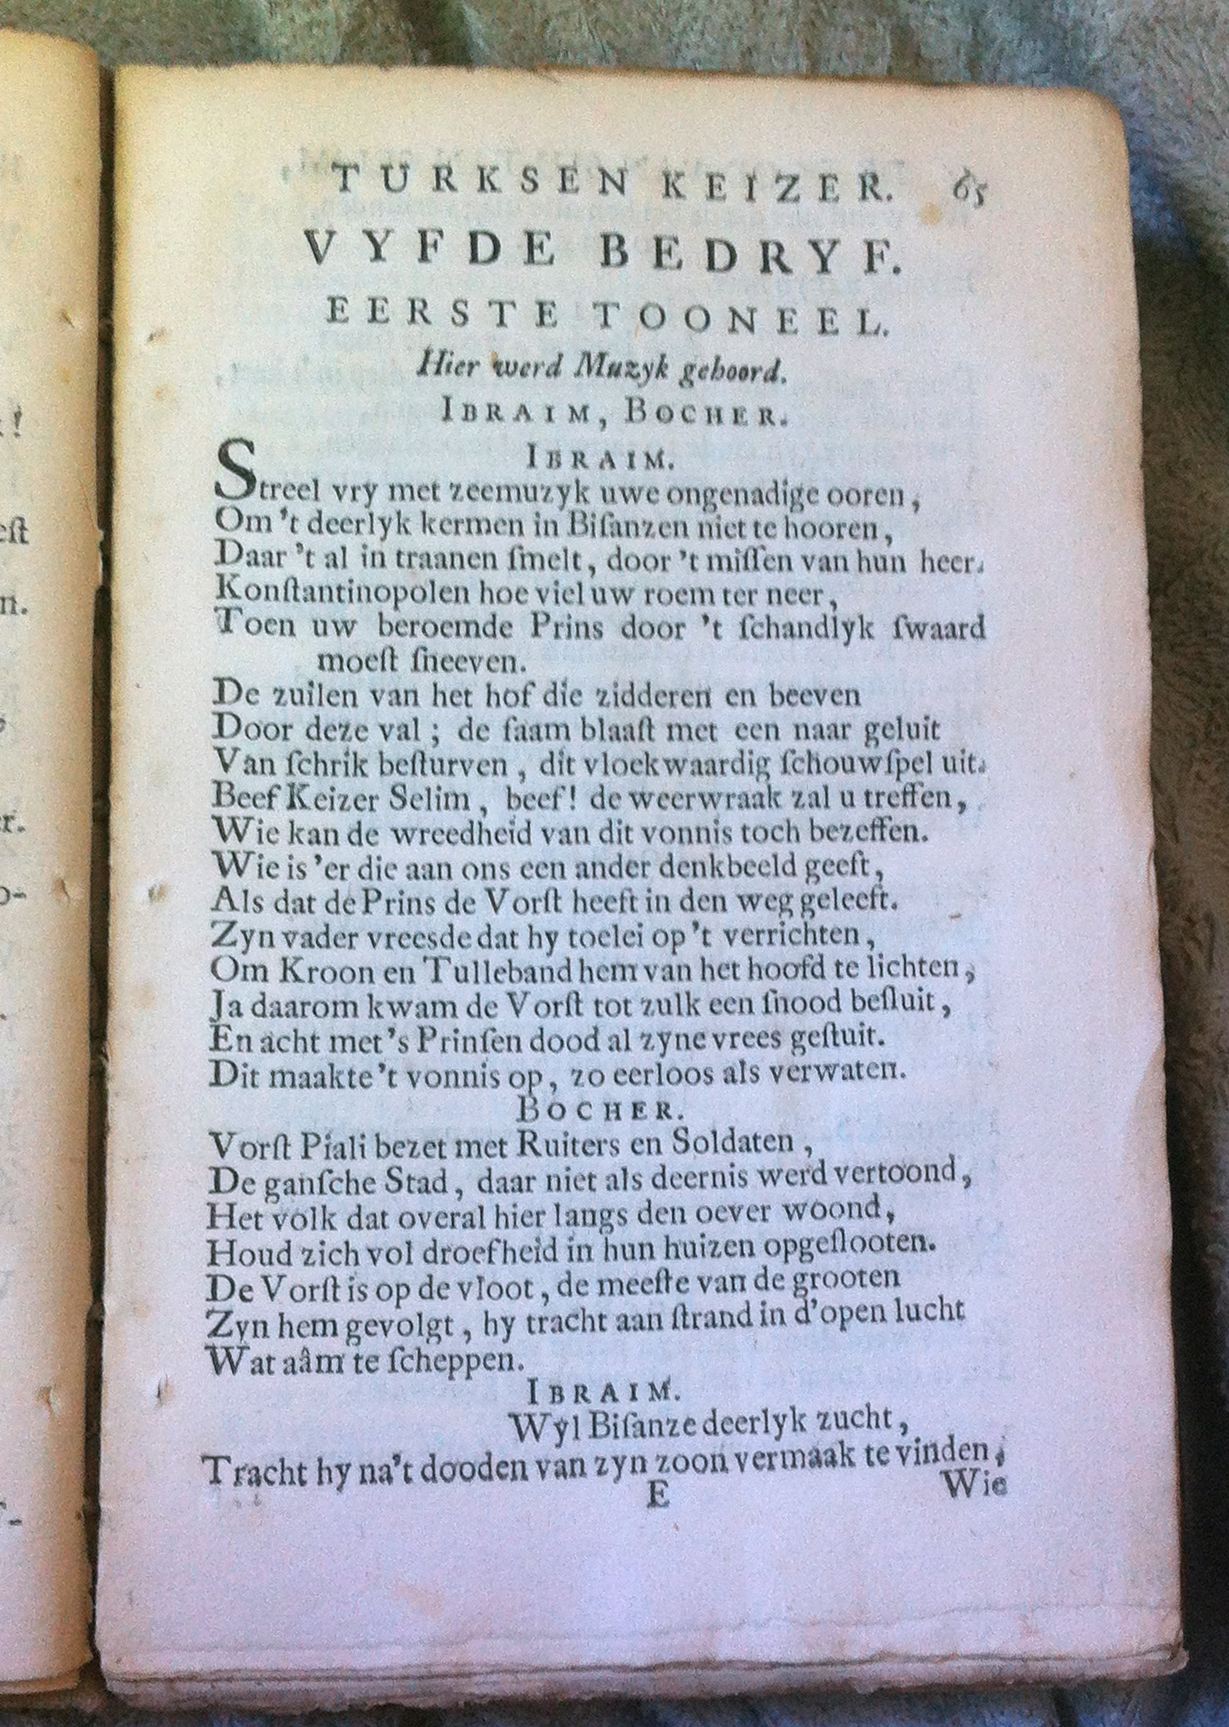 TURKSEN KEIZER. 65
VYFDE BEDRYF.
EERSTE TOONEEL.
Hier werd Muzyk gehoord.
IBRAIM, BOCHER.
IBRAIM.
Streel vry met zeemuzyk uwe ongenadige ooren,
Om 't deerlyk kermen in Biſanzen niet te hooren,
Daar 't al in traanen ſmelt, door 't miſſen van hun heer.
Konſtantinopolen hoe viel uw roem ter neer,
Toen uw beroemde Prins door 't ſchandlyk ſwaard
moeſt ſneeven.
De zuilen van het hof die zidderen en beeven
Door deze val; de faam blaaſt met een naar geluit
Van ſchrik beſturven, dit vloekwaardig ſchouwſpel uit.
Beef Keizer Selim, beef! de weerwraak zal u treffen,
Wie kan de wreedheid van dit vonnis toch bezeffen.
Wie is 'er die aan ons een ander denkbeeld geeft,
Als dat de Prins de Vorſt heeft in den weg geleeft.
Zyn vader vreesde dat hy toelei op 't verrichten,
Om Kroon en Tulleband hem van het hoofd te lichten,
Ja daarom kwam de Vorſt tot zulk een ſnood beſluit,
En acht met 's Prinſen dood al zyne vrees geſtuit.
Dit maakte 't vonnis op, zo eerloos als verwaten.
BOCHER.
Vorſt Piali bezet met Ruiters en Soldaten,
De ganſche Stad, daar niet als deernis werd vertoond,
Het volk dat overal hier langs den oever woond,
Houd zich vol droefheid in hun huizen opgeſlooten.
De Vorſt is op de vloot, de meeſte van de grooten
Zyn hem gevolgt, hy tracht aan ſtrand in d'open lucht
Wat aâm te ſcheppen.
IBRAIM.
Wyl Biſanze deerlyk zucht,
Tracht hy na't dooden van zyn zoon vermaak te vinden,
E Wie